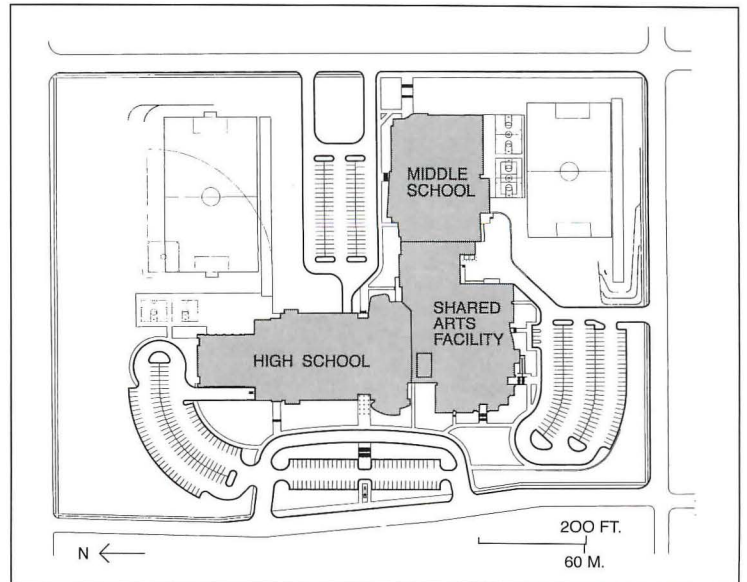 MIDDLE
SCHOOL
SHARED
ARTS
FACILITY
HIGH SCHOOL
N
200 FT.
60 M.